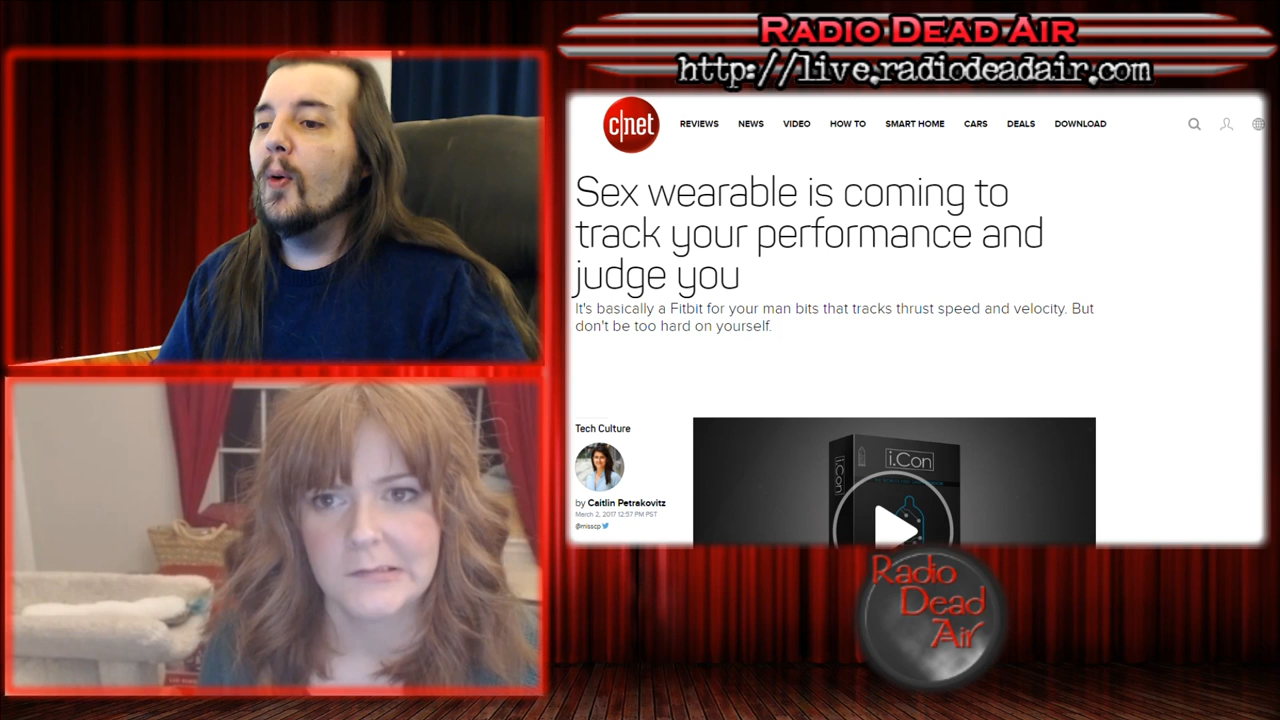 Radio Dead Air
http://live.radiodeadair.com
c|net
REVIEWS NEWS VIDEO HOW TO SMART HOME CARS DEALS DOWNLOAD
Sex wearable is coming to
track your performance and
judge you
It's basically a Fitbit for your man bits that tracks thrust speed and velocity. But
don't be too hard on yourself.
Tech Culture
by Caitlin Petrakovitz
March 2, 2017 12:57 PM PST
@misscp
i.Con
i.Con
Radio
Dead
Air